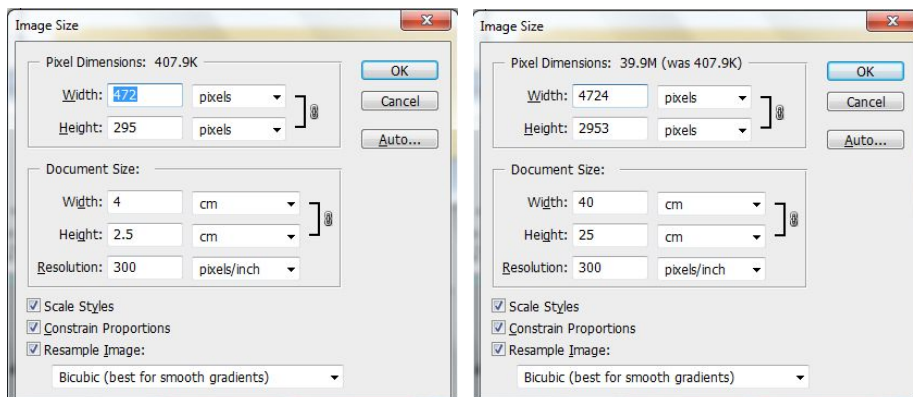 Image Size
Pixel Dimensions: 407.9K
Width: 472 pixels
Height: 295 pixels
OK
Cancel
Auto...
Document Size:
Width: 4 cm
Height: 2.5 cm
Resolution: 300 pixels/inch
Scale Styles
Constrain Proportions
Resample Image:
Bicubic (best for smooth gradients)
Image Size
Pixel Dimensions: 39.9M (was 407.9K)
Width: 4724 pixels
Height: 2953 pixels
OK
Cancel
Auto...
Document Size:
Width: 40 cm
Height: 25 cm
Resolution: 300 pixels/inch
Scale Styles
Constrain Proportions
Resample Image:
Bicubic (best for smooth gradients)